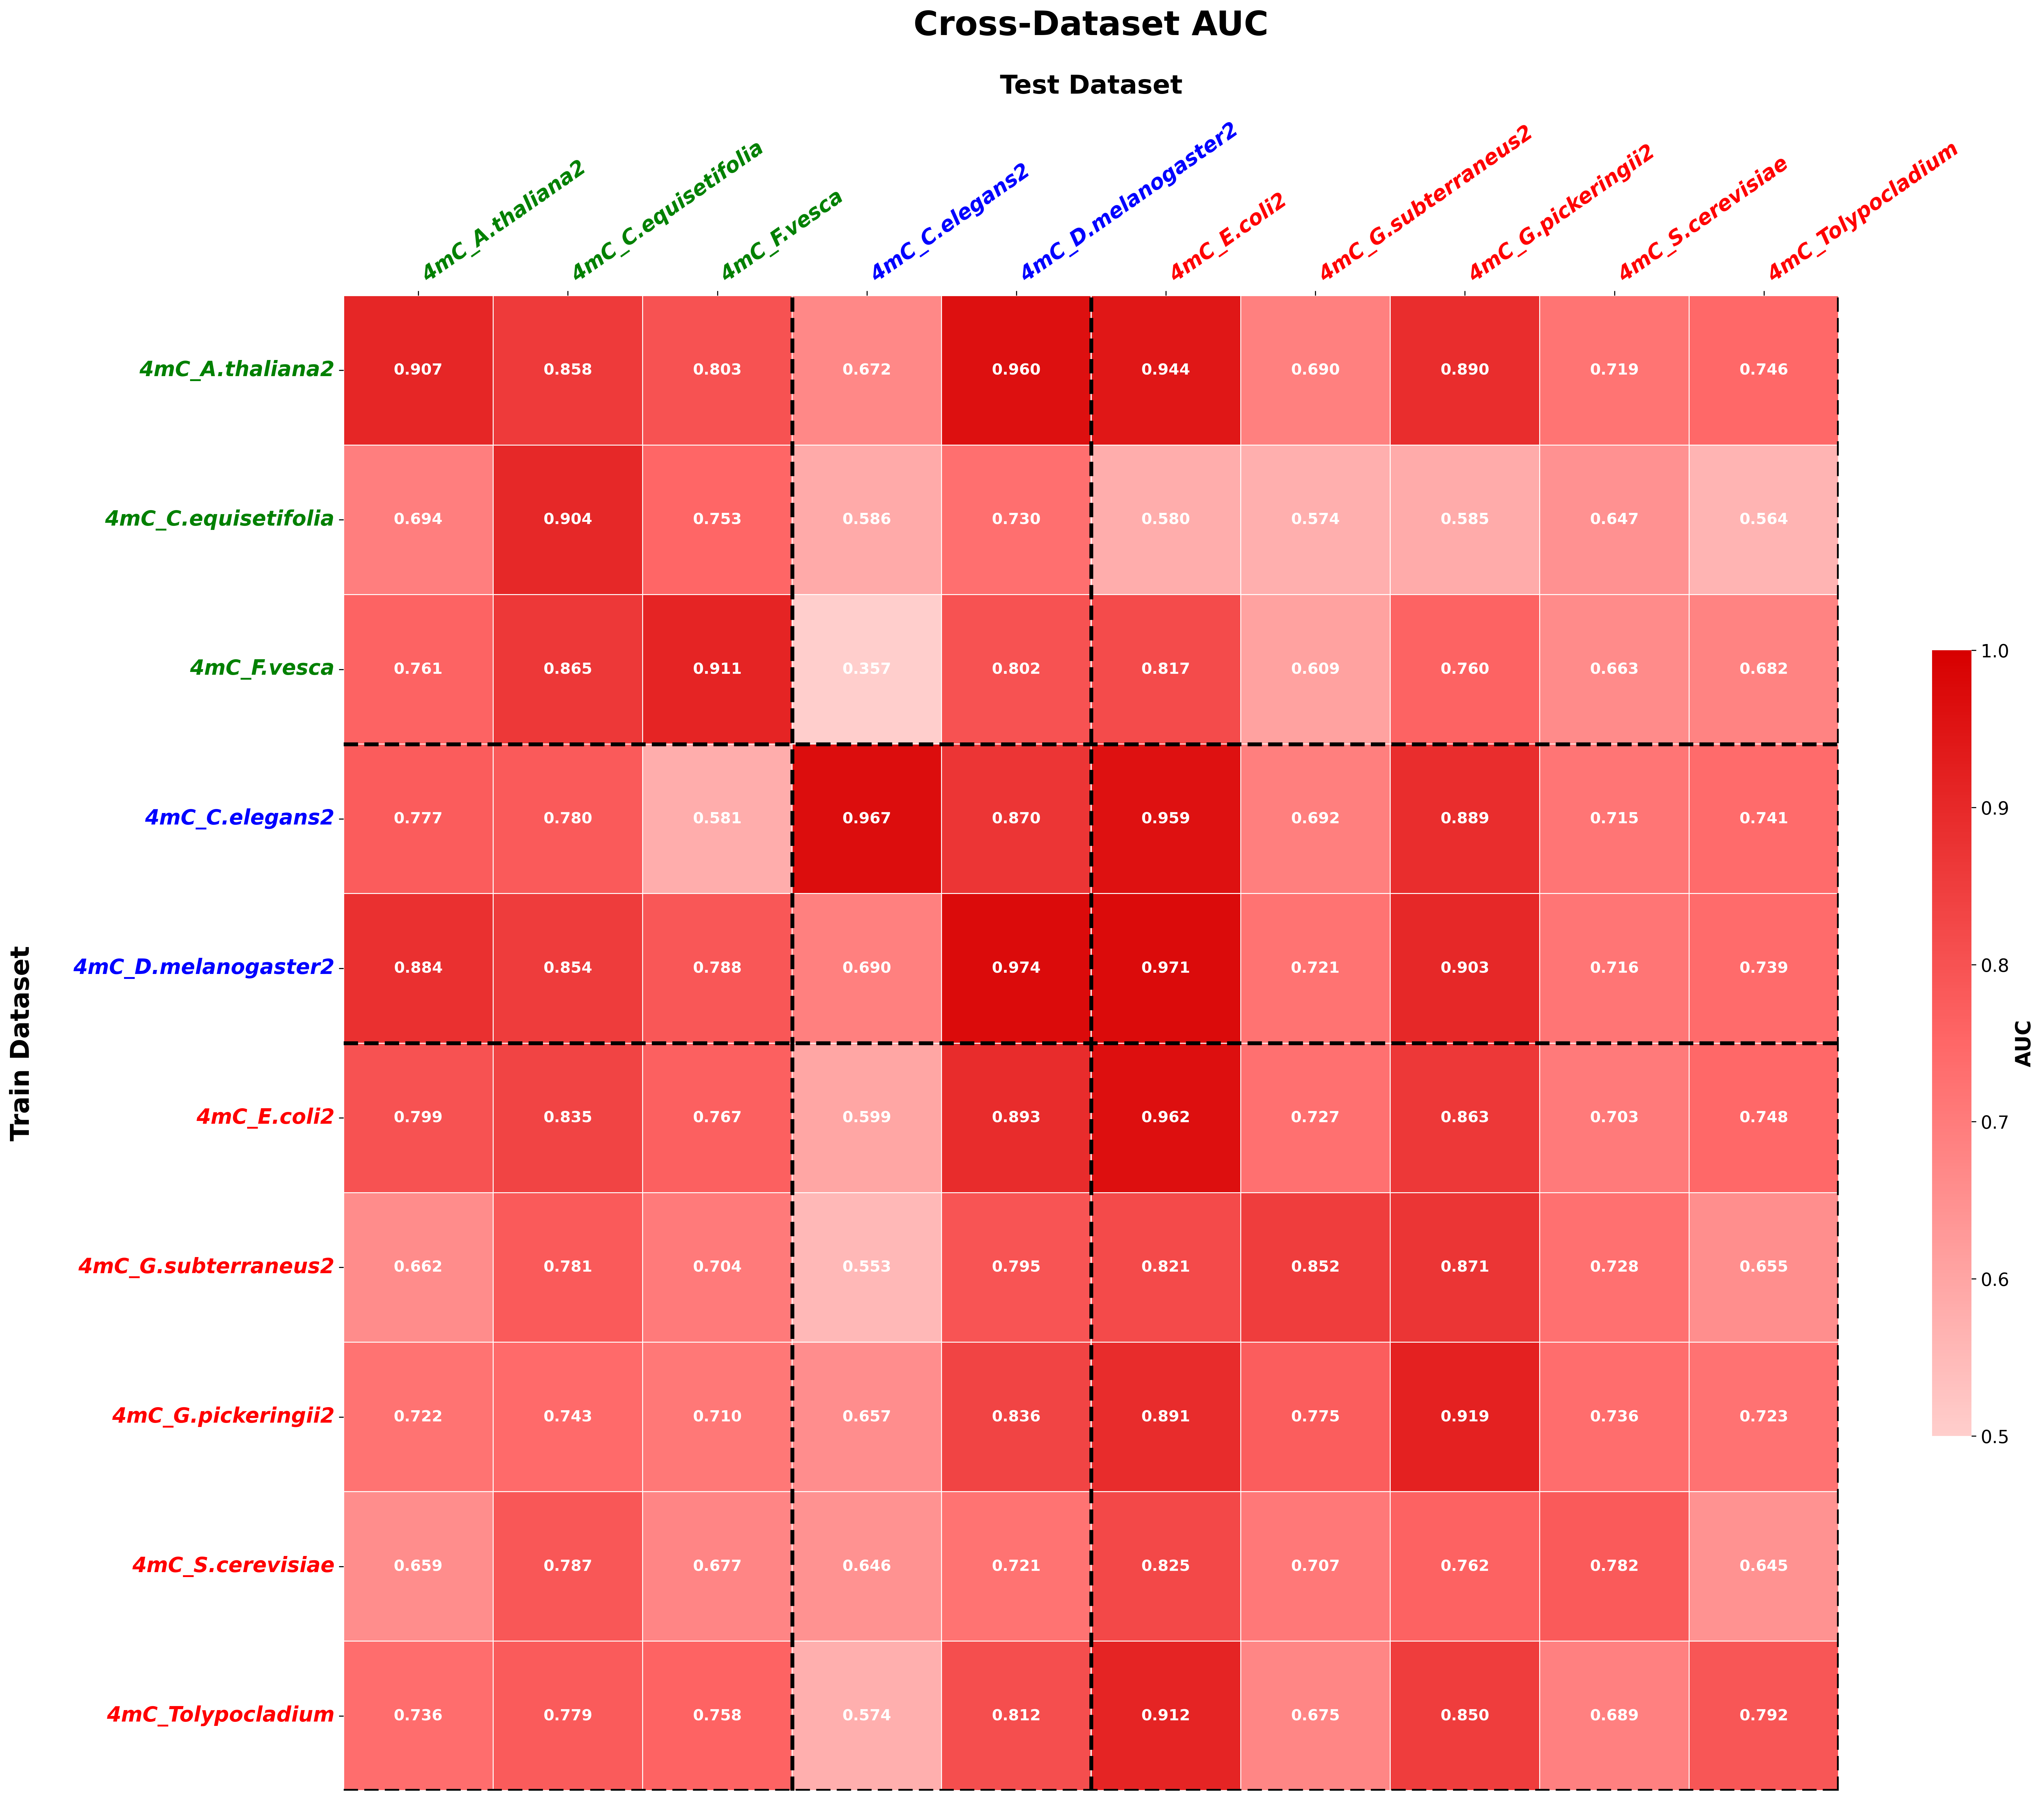 Cross-Dataset AUC
Test Dataset
4mC_A.thaliana2
4mC_C.equisetifolia
4mC_F.vesca
4mC_C.elegans2
4mC_D.melanogaster2
4mC_E.coli2
4mC_G.subterraneus2
4mC_G.pickeringii2
4mC_S.cerevisiae
4mC_Tolypocladium
Train Dataset
4mC_A.thaliana2 0.907 0.858 0.803 0.672 0.960 0.944 0.690 0.890 0.719 0.746
4mC_C.equisetifolia 0.694 0.904 0.753 0.586 0.730 0.580 0.574 0.585 0.647 0.564
4mC_F.vesca 0.761 0.865 0.911 0.357 0.802 0.817 0.609 0.760 0.663 0.682
4mC_C.elegans2 0.777 0.780 0.581 0.967 0.870 0.959 0.692 0.889 0.715 0.741
4mC_D.melanogaster2 0.884 0.854 0.788 0.690 0.974 0.971 0.721 0.903 0.716 0.739
4mC_E.coli2 0.799 0.835 0.767 0.599 0.893 0.962 0.727 0.863 0.703 0.748
4mC_G.subterraneus2 0.662 0.781 0.704 0.553 0.795 0.821 0.852 0.871 0.728 0.655
4mC_G.pickeringii2 0.722 0.743 0.710 0.657 0.836 0.891 0.775 0.919 0.736 0.723
4mC_S.cerevisiae 0.659 0.787 0.677 0.646 0.721 0.825 0.707 0.762 0.782 0.645
4mC_Tolypocladium 0.736 0.779 0.758 0.574 0.812 0.912 0.675 0.850 0.689 0.792
1.0
0.9
0.8
0.7
0.6
0.5
AUC